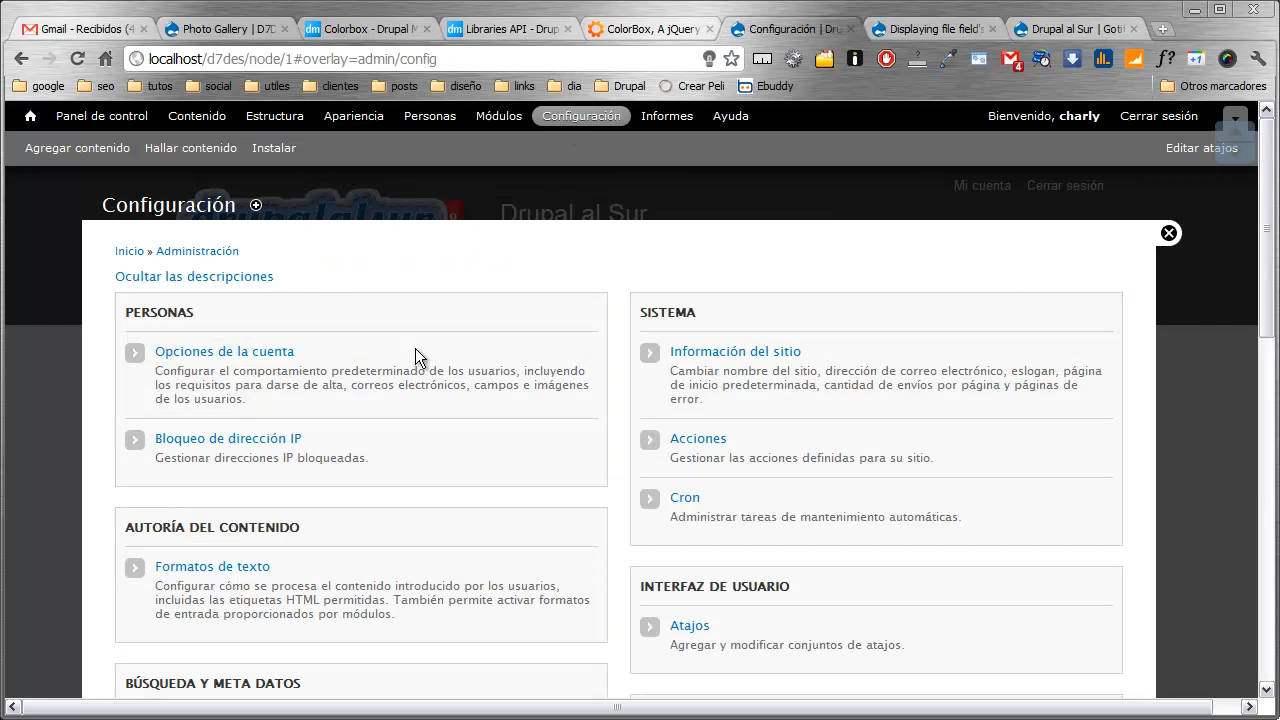 Gmail - Recibidos (4
Photo Gallery | D7D
Colorbox - Drupal M
Libraries API - Drup
ColorBox, A jQuery
Configuración | Dru
Displaying file field's
Drupal al Sur | Goti
localhost/d7des/node/1#overlay=admin/config
google
seo
tutos
social
utiles
clientes
posts
diseño
links
dia
Drupal
Crear Peli
Ebuddy
Otros marcadores
Panel de control
Contenido
Estructura
Apariencia
Personas
Módulos
Configuración
Informes
Ayuda
Bienvenido, charly
Cerrar sesión
Agregar contenido
Hallar contenido
Instalar
Editar atajos
Mi cuenta
Cerrar sesión
Configuración
Drupal al Sur
Inicio » Administración
Ocultar las descripciones
PERSONAS
Opciones de la cuenta
Configurar el comportamiento predeterminado de los usuarios, incluyendo
los requisitos para darse de alta, correos electrónicos, campos e imágenes
de los usuarios.
Bloqueo de dirección IP
Gestionar direcciones IP bloqueadas.
AUTORÍA DEL CONTENIDO
Formatos de texto
Configurar cómo se procesa el contenido introducido por los usuarios,
incluidas las etiquetas HTML permitidas. También permite activar formatos
de entrada proporcionados por módulos.
BÚSQUEDA Y META DATOS
SISTEMA
Información del sitio
Cambiar nombre del sitio, dirección de correo electrónico, eslogan, página
de inicio predeterminada, cantidad de envíos por página y páginas de
error.
Acciones
Gestionar las acciones definidas para su sitio.
Cron
Administrar tareas de mantenimiento automáticas.
INTERFAZ DE USUARIO
Atajos
Agregar y modificar conjuntos de atajos.